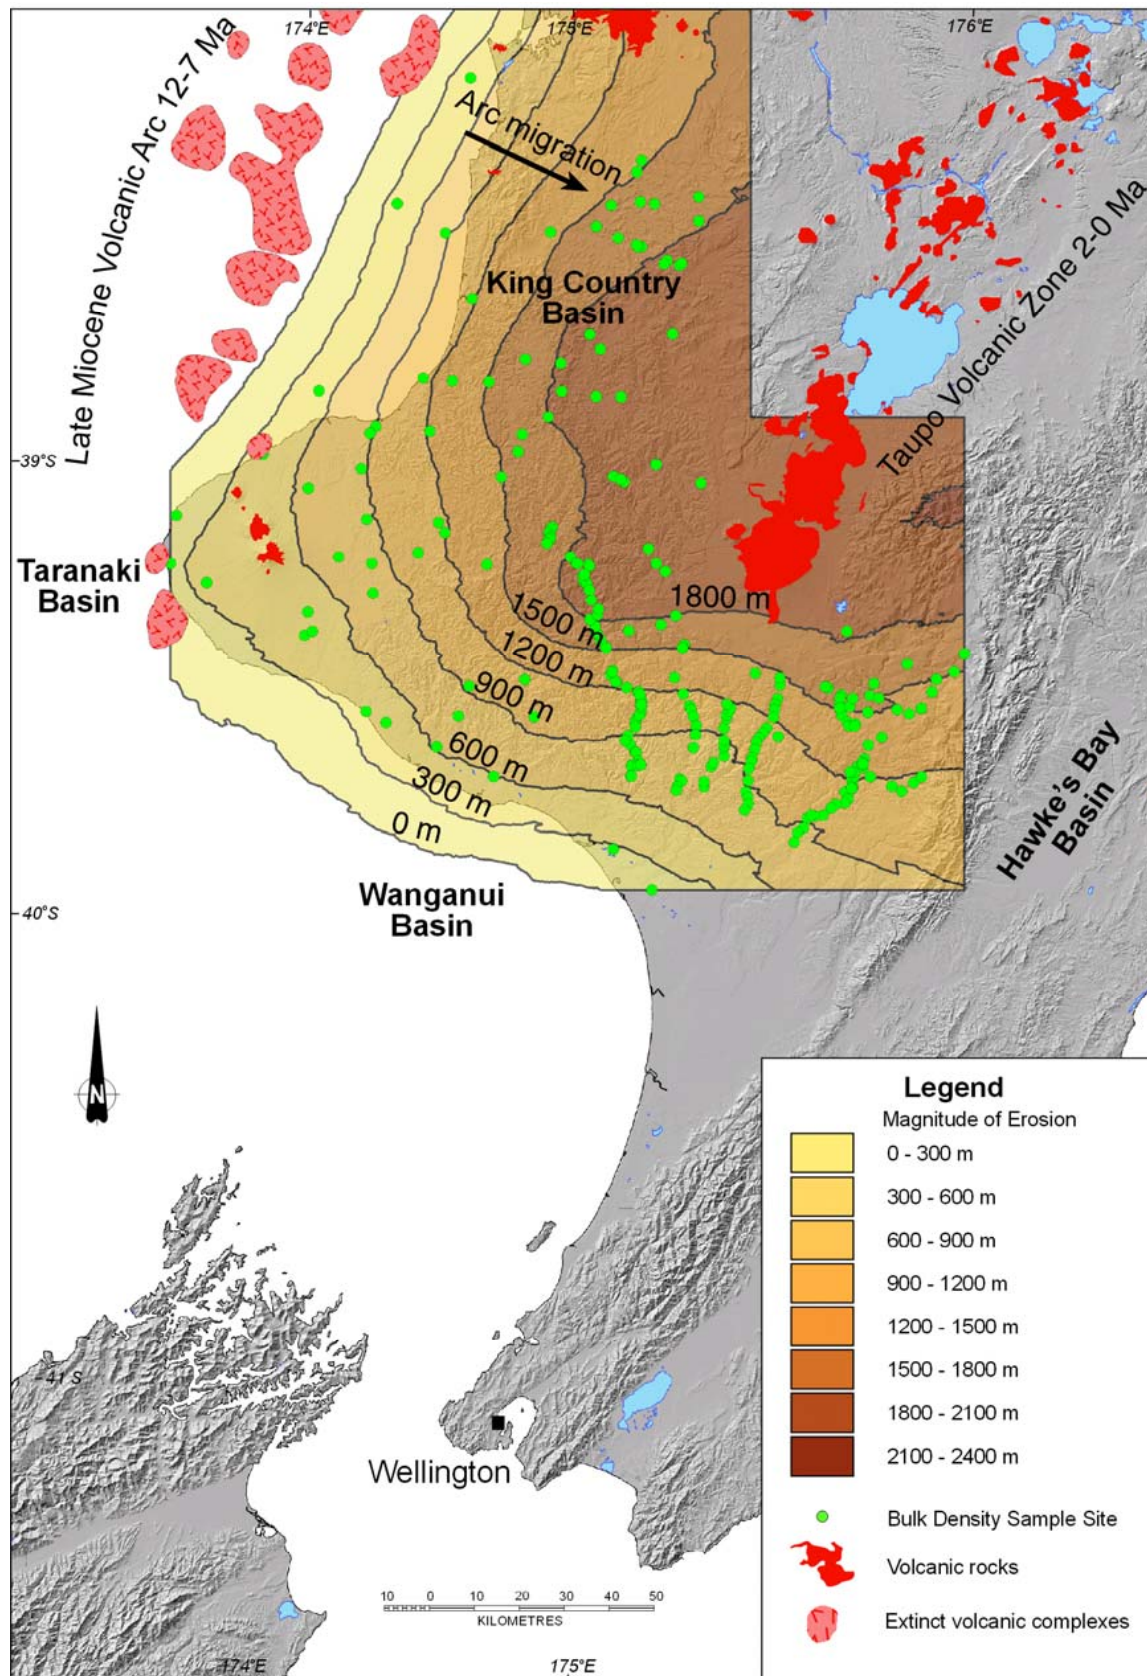 174°E
175°E
176°E
Late Miocene Volcanic Arc 12-7 Ma
Arc migration
King Country
Basin
Taupo Volcanic Zone 2-0 Ma
39°S
Taranaki
Basin
1800 m
1500 m
1200 m
900 m
600 m
300 m
0 m
Hawke's Bay
Basin
Wanganui
Basin
40°S
N
41 S
Wellington
10 0 10 20 30 40 50
KILOMETRES
174°E
175°E
Legend
Magnitude of Erosion
0 - 300 m
300 - 600 m
600 - 900 m
900 - 1200 m
1200 - 1500 m
1500 - 1800 m
1800 - 2100 m
2100 - 2400 m
Bulk Density Sample Site
Volcanic rocks
Extinct volcanic complexes